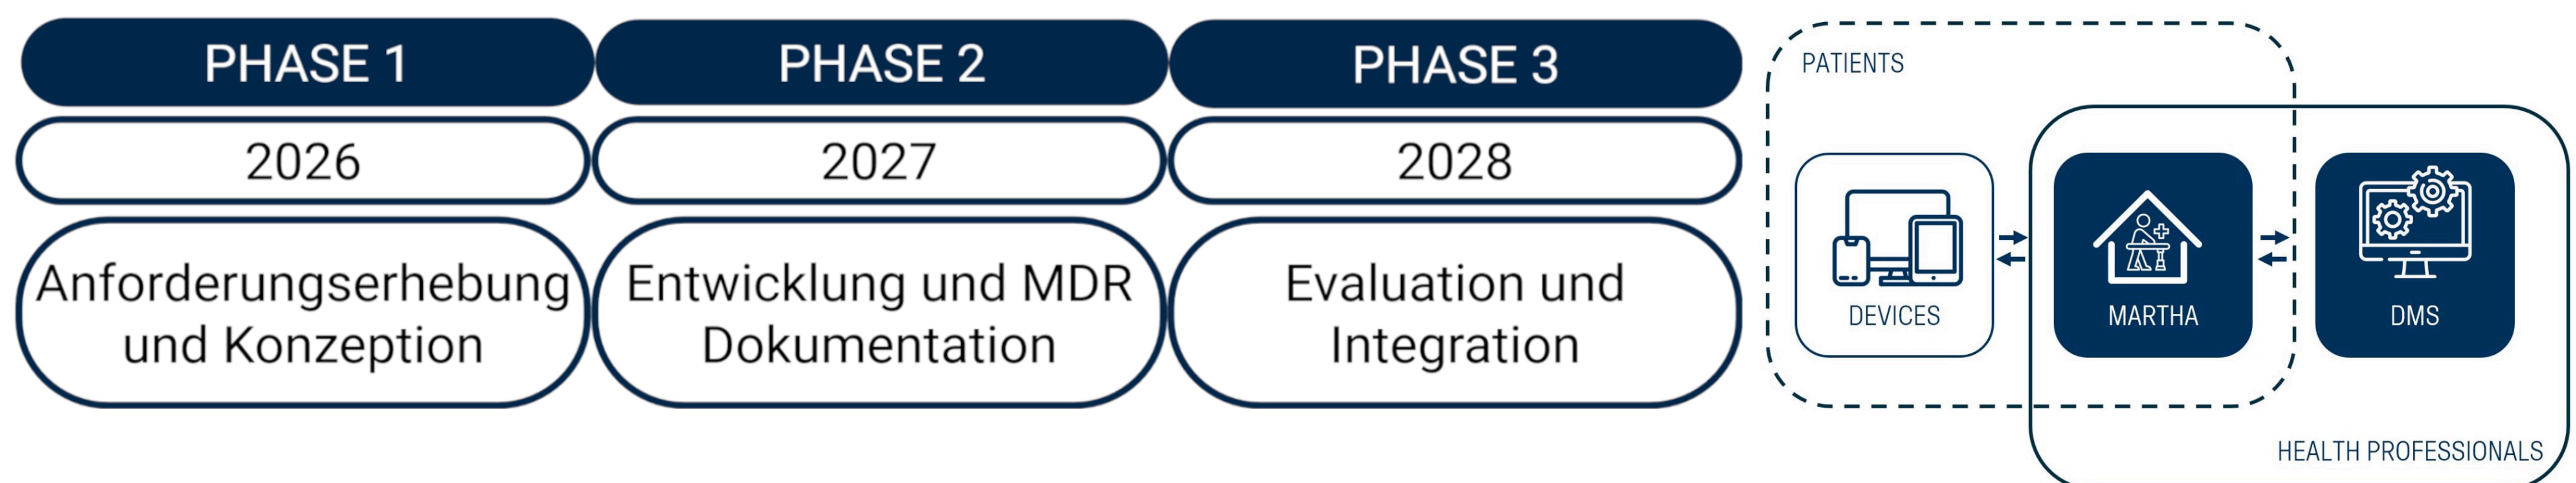 PHASE 1
PHASE 2
PHASE 3
2026
2027
2028
Anforderungserhebung
und Konzeption
Entwicklung und MDR
Dokumentation
Evaluation und
Integration
PATIENTS
DEVICES
MARTHA
DMS
HEALTH PROFESSIONALS